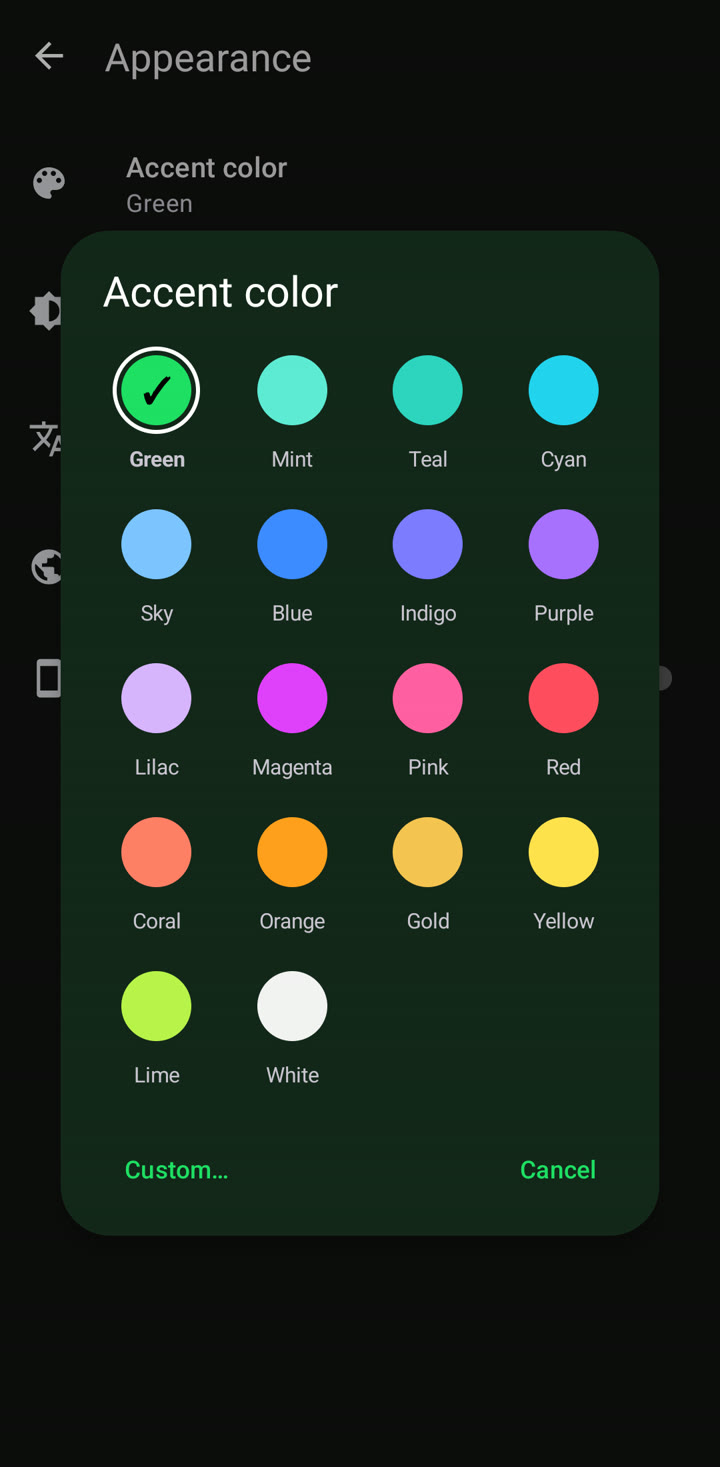 Appearance
Accent color
Green
Accent color
Green Mint Teal Cyan
Sky Blue Indigo Purple
Lilac Magenta Pink Red
Coral Orange Gold Yellow
Lime White
Custom... Cancel